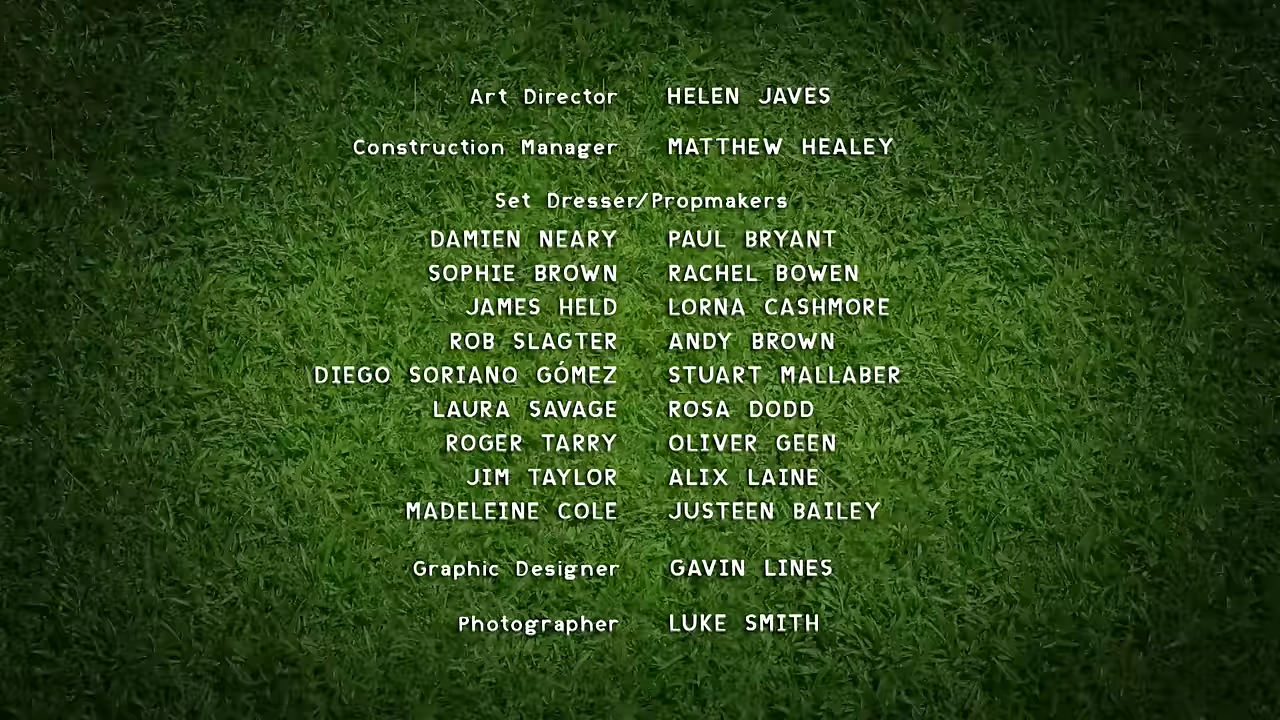 Art Director HELEN JAVES
Construction Manager MATTHEW HEALEY
Set Dresser/Propmakers
DAMIEN NEARY PAUL BRYANT
SOPHIE BROWN RACHEL BOWEN
JAMES HELD LORNA CASHMORE
ROB SLAGTER ANDY BROWN
DIEGO SORIANO GÓMEZ STUART MALLABER
LAURA SAVAGE ROSA DODD
ROGER TARRY OLIVER GEEN
JIM TAYLOR ALIX LAINE
MADELEINE COLE JUSTEEN BAILEY
Graphic Designer GAVIN LINES
Photographer LUKE SMITH